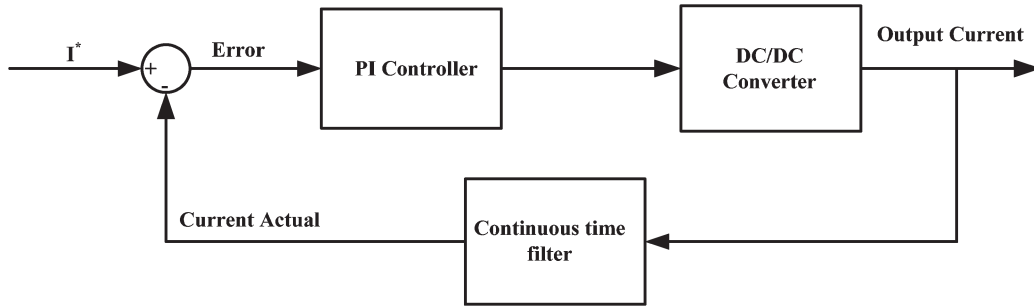 I*
Error
PI Controller
DC/DC
Converter
Output Current
+
-
Current Actual
Continuous time
filter